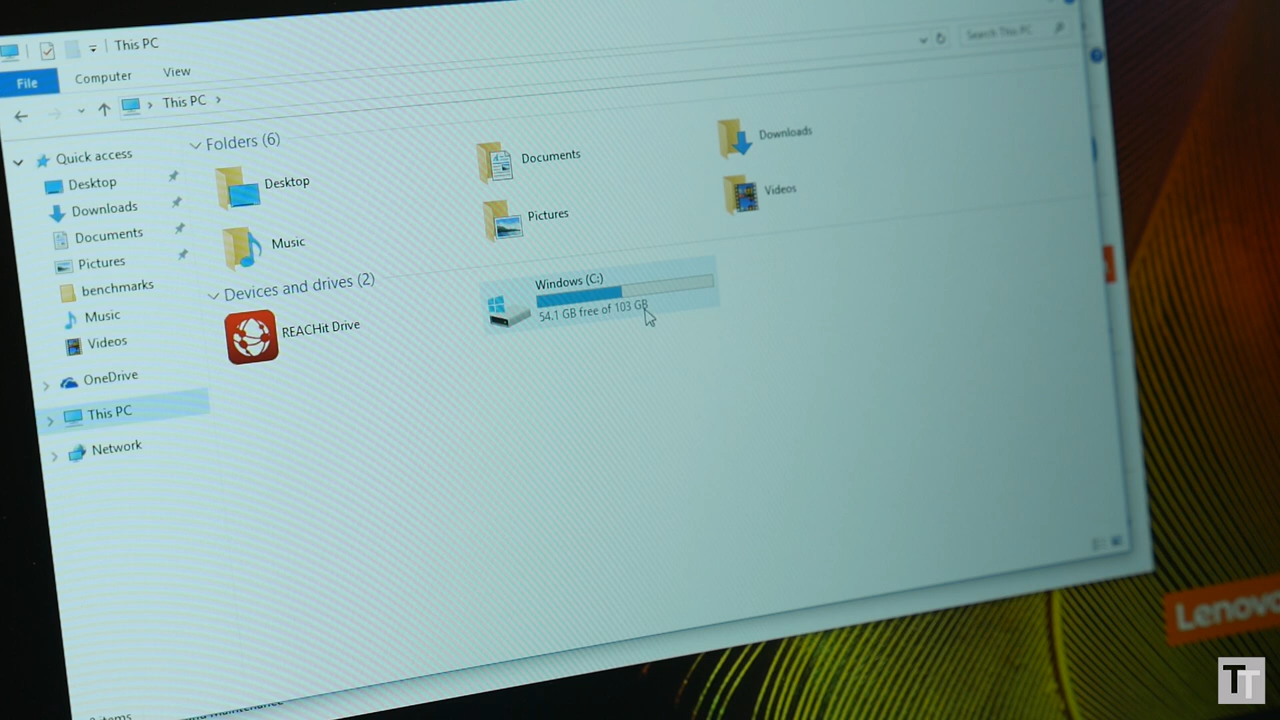 This PC
File
Computer
View
This PC
Search This PC
Quick access
Desktop
Downloads
Documents
Pictures
benchmarks
Music
Videos
OneDrive
This PC
Network
Folders (6)
Desktop
Documents
Downloads
Music
Pictures
Videos
Devices and drives (2)
REACHit Drive
Windows (C:)
54.1 GB free of 103 GB
items
Lenovo
TT